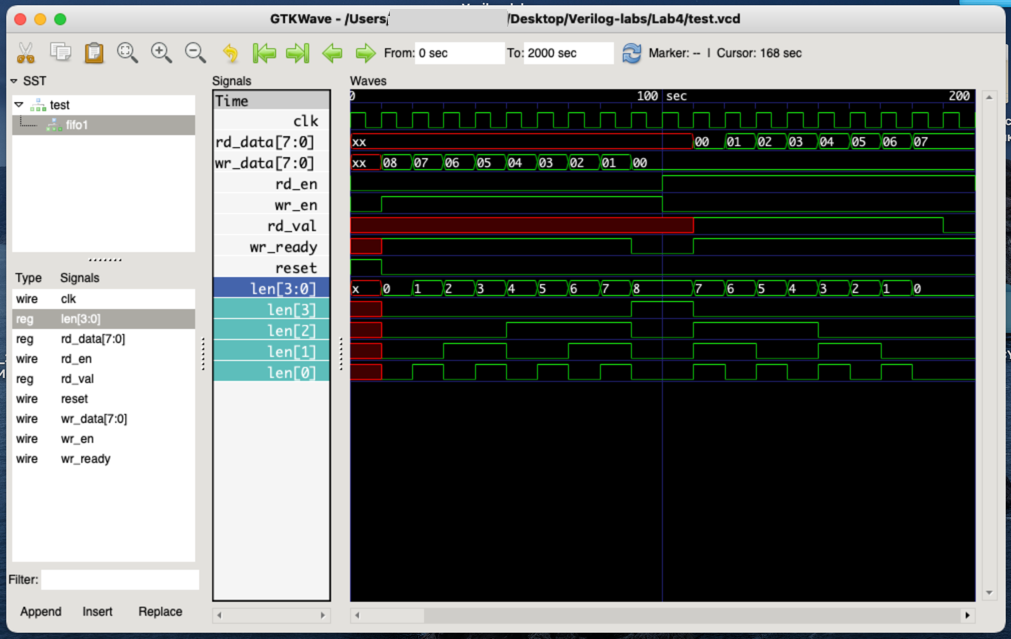 GTKWave - /Users/ /Desktop/Verilog-labs/Lab4/test.vcd
From: 0 sec To: 2000 sec Marker: -- | Cursor: 168 sec
SST
test
fifo1
Type Signals
wire clk
reg len[3:0]
reg rd_data[7:0]
wire rd_en
reg rd_val
wire reset
wire wr_data[7:0]
wire wr_en
wire wr_ready
Filter:
Append Insert Replace
Signals
Time
clk
rd_data[7:0]
wr_data[7:0]
rd_en
wr_en
rd_val
wr_ready
reset
len[3:0]
len[3]
len[2]
len[1]
len[0]
Waves
0 100 sec 200
xx 00 01 02 03 04 05 06 07
xx 08 07 06 05 04 03 02 01 00
x 0 1 2 3 4 5 6 7 8 7 6 5 4 3 2 1 0